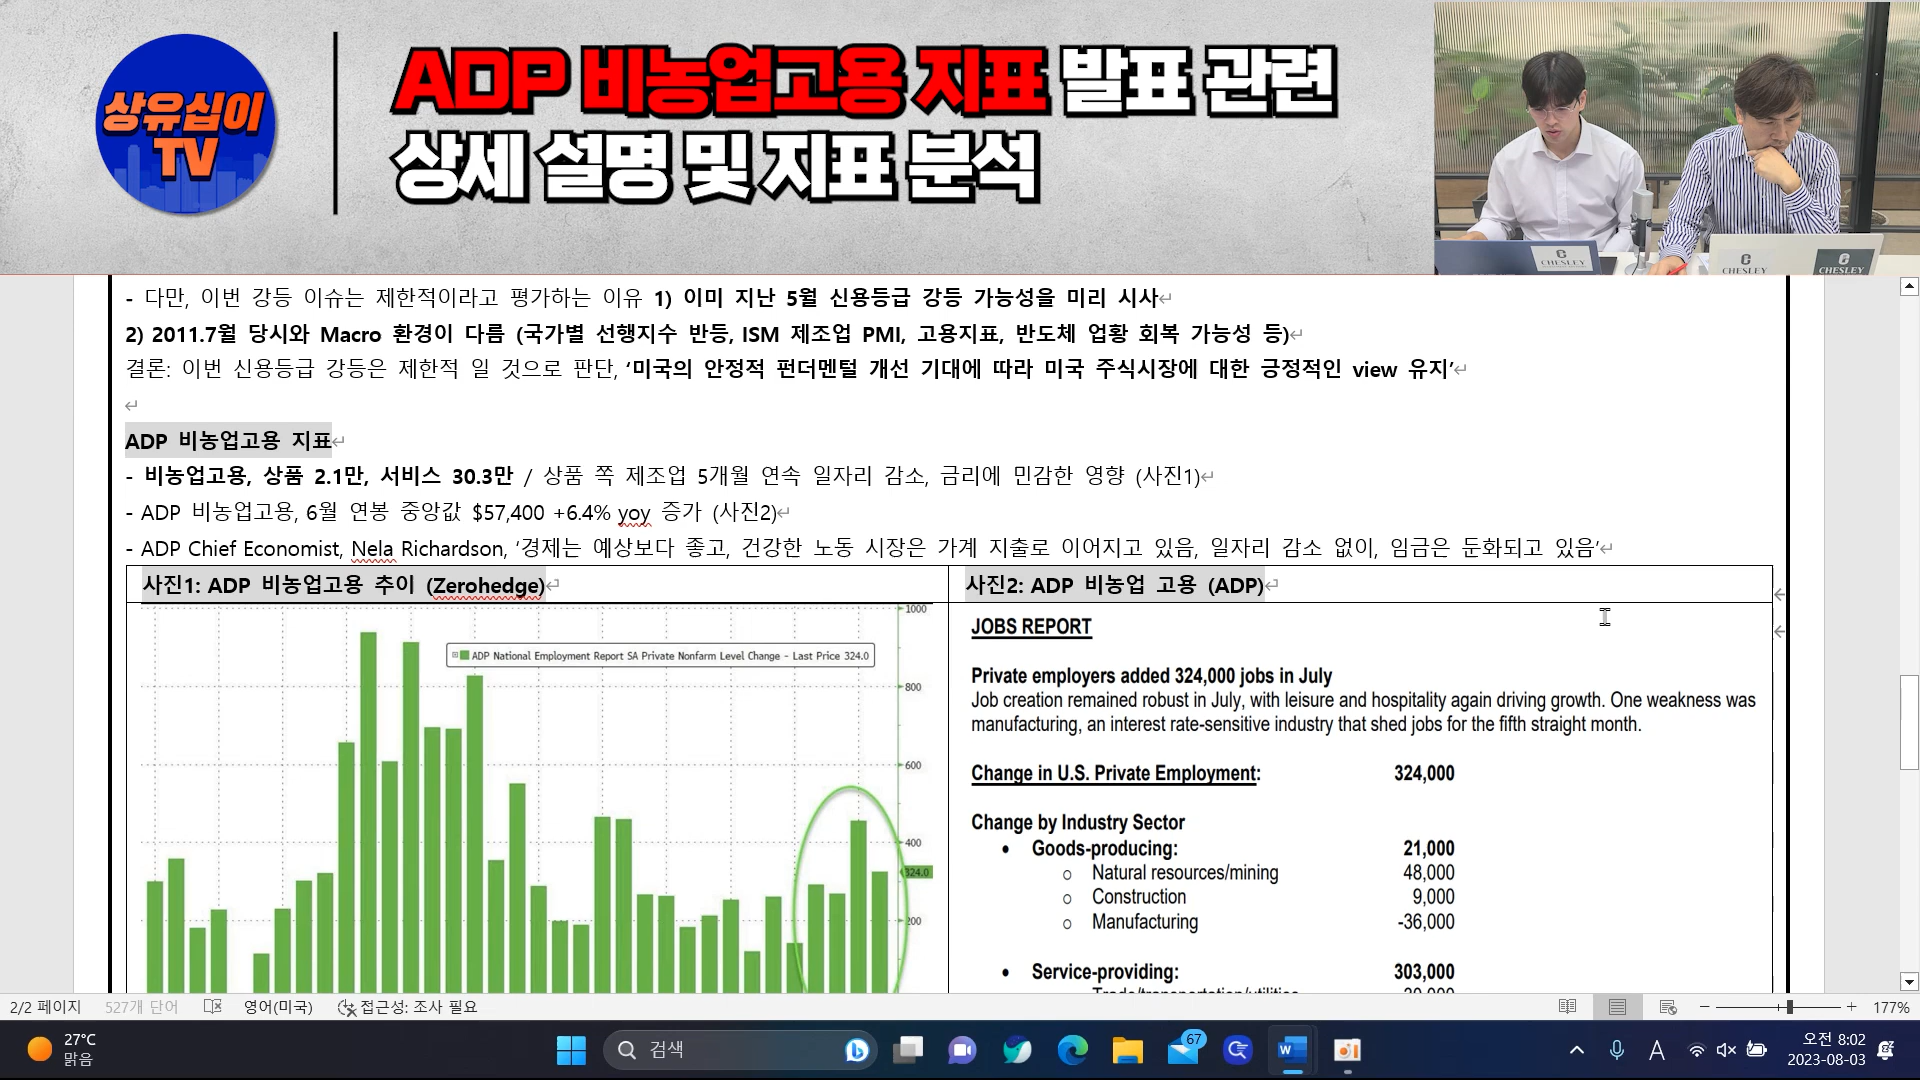 상유십이
TV
ADP 비농업고용 지표 발표 관련
상세 설명 및 지표 분석
CHESLEY
CHESLEY
CHESLEY
- 다만, 이번 강등 이슈는 제한적이라고 평가하는 이유 1) 이미 지난 5월 신용등급 강등 가능성을 미리 시사
2) 2011.7월 당시와 Macro 환경이 다름 (국가별 선행지수 반등, ISM 제조업 PMI, 고용지표, 반도체 업황 회복 가능성 등)
결론: 이번 신용등급 강등은 제한적 일 것으로 판단, ‘미국의 안정적 펀더멘털 개선 기대에 따라 미국 주식시장에 대한 긍정적인 view 유지’
ADP 비농업고용 지표
- 비농업고용, 상품 2.1만, 서비스 30.3만 / 상품 쪽 제조업 5개월 연속 일자리 감소, 금리에 민감한 영향 (사진1)
- ADP 비농업고용, 6월 연봉 중앙값 $57,400 +6.4% yoy 증가 (사진2)
- ADP Chief Economist, Nela Richardson, ‘경제는 예상보다 좋고, 건강한 노동 시장은 가계 지출로 이어지고 있음, 일자리 감소 없이, 임금은 둔화되고 있음’
사진1: ADP 비농업고용 추이 (Zerohedge)
1000
ADP National Employment Report SA Private Nonfarm Level Change - Last Price 324.0
800
600
400
324.0
200
사진2: ADP 비농업 고용 (ADP)
JOBS REPORT
Private employers added 324,000 jobs in July
Job creation remained robust in July, with leisure and hospitality again driving growth. One weakness was
manufacturing, an interest rate-sensitive industry that shed jobs for the fifth straight month.
Change in U.S. Private Employment: 324,000
Change by Industry Sector
• Goods-producing: 21,000
o Natural resources/mining 48,000
o Construction 9,000
o Manufacturing -36,000
• Service-providing: 303,000
2/2 페이지 527개 단어 영어(미국) 접근성: 조사 필요 177%
27°C
맑음
검색
67
A
오전 8:02
2023-08-03